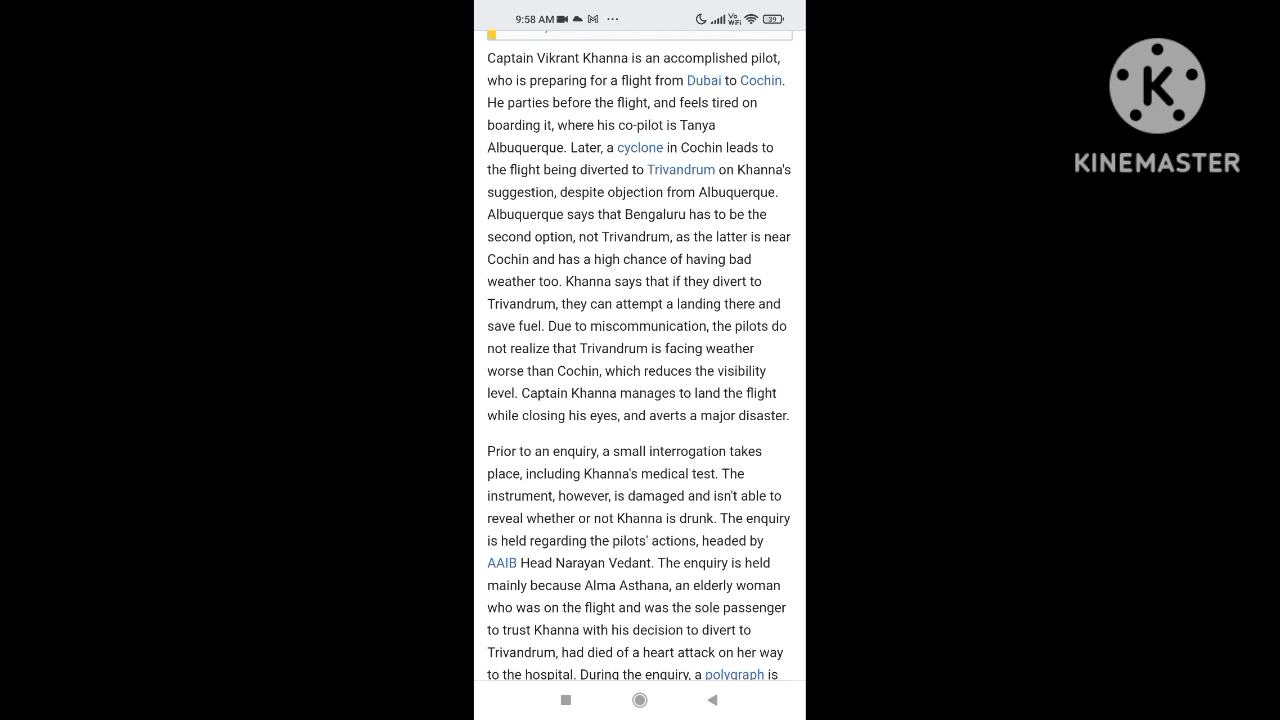 9:58 AM
Vo
WiFi
39
Captain Vikrant Khanna is an accomplished pilot,
who is preparing for a flight from Dubai to Cochin.
He parties before the flight, and feels tired on
boarding it, where his co-pilot is Tanya
Albuquerque. Later, a cyclone in Cochin leads to
the flight being diverted to Trivandrum on Khanna's
suggestion, despite objection from Albuquerque.
Albuquerque says that Bengaluru has to be the
second option, not Trivandrum, as the latter is near
Cochin and has a high chance of having bad
weather too. Khanna says that if they divert to
Trivandrum, they can attempt a landing there and
save fuel. Due to miscommunication, the pilots do
not realize that Trivandrum is facing weather
worse than Cochin, which reduces the visibility
level. Captain Khanna manages to land the flight
while closing his eyes, and averts a major disaster.
Prior to an enquiry, a small interrogation takes
place, including Khanna's medical test. The
instrument, however, is damaged and isn't able to
reveal whether or not Khanna is drunk. The enquiry
is held regarding the pilots' actions, headed by
AAIB Head Narayan Vedant. The enquiry is held
mainly because Alma Asthana, an elderly woman
who was on the flight and was the sole passenger
to trust Khanna with his decision to divert to
Trivandrum, had died of a heart attack on her way
to the hospital. During the enquiry, a polygraph is
K
KINEMASTER